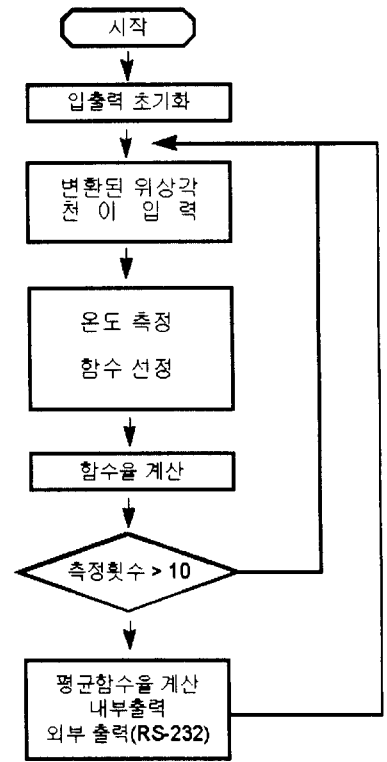 시작
입출력 초기화
변환된 위상각
천 이 입 력
온도 측정
함수 선정
함수율 계산
측정횟수 > 10
평균함수율 계산
내부출력
외부 출력(RS-232)